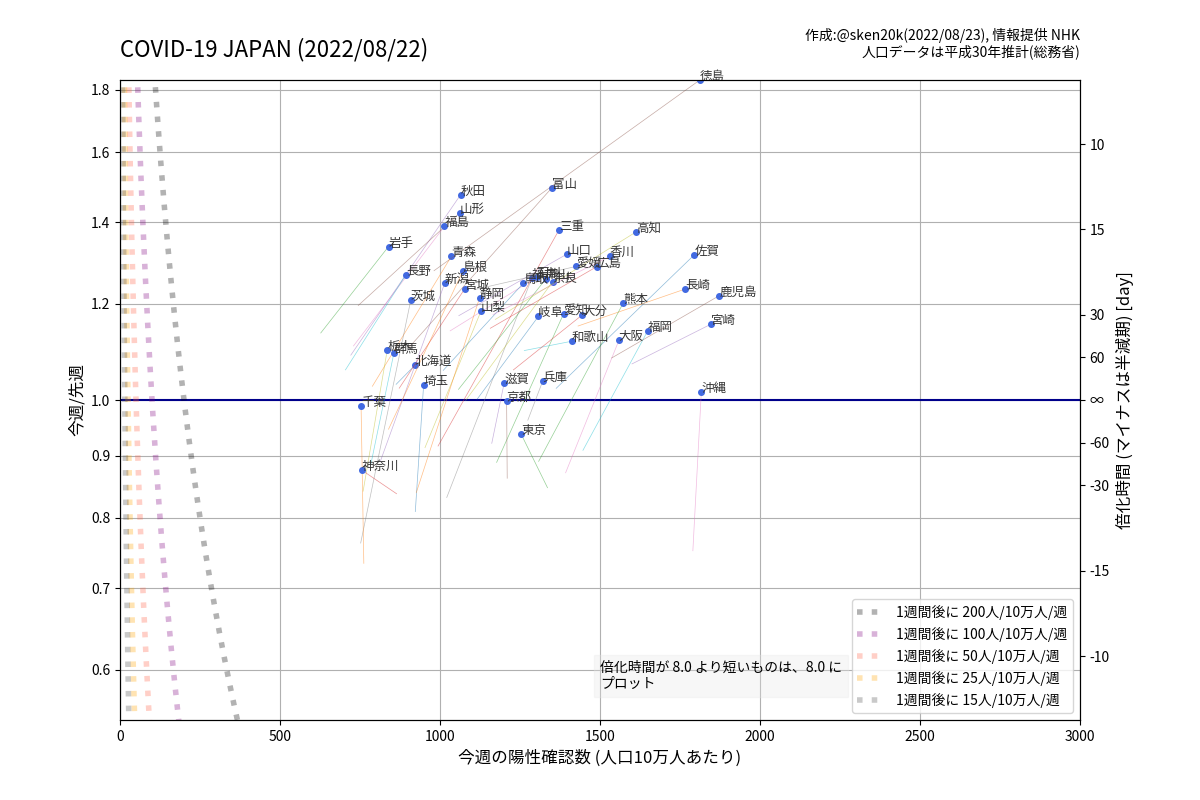 COVID-19 JAPAN (2022/08/22)
作成:@sken20k(2022/08/23), 情報提供 NHK
人口データは平成30年推計(総務省)
今週/先週
1.8
1.6
1.4
1.2
1.0
0.9
0.8
0.7
0.6
徳島
秋田
富山
山形
福島
三重
高知
岩手
青森
山口
香川
佐賀
愛媛
広島
長野
島根
新潟
宮城
奈良
長崎
静岡
鹿児島
茨城
熊本
山梨
岐阜
愛知
大分
宮崎
福岡
和歌山
大阪
栃木
群馬
北海道
埼玉
滋賀
兵庫
沖縄
千葉
京都
東京
神奈川
10
15
30
60
∞
-60
-30
-15
-10
倍化時間 (マイナスは半減期) [day]
倍化時間が 8.0 より短いものは、8.0 に
プロット
1週間後に 200人/10万人/週
1週間後に 100人/10万人/週
1週間後に 50人/10万人/週
1週間後に 25人/10万人/週
1週間後に 15人/10万人/週
0
500
1000
1500
2000
2500
3000
今週の陽性確認数 (人口10万人あたり)